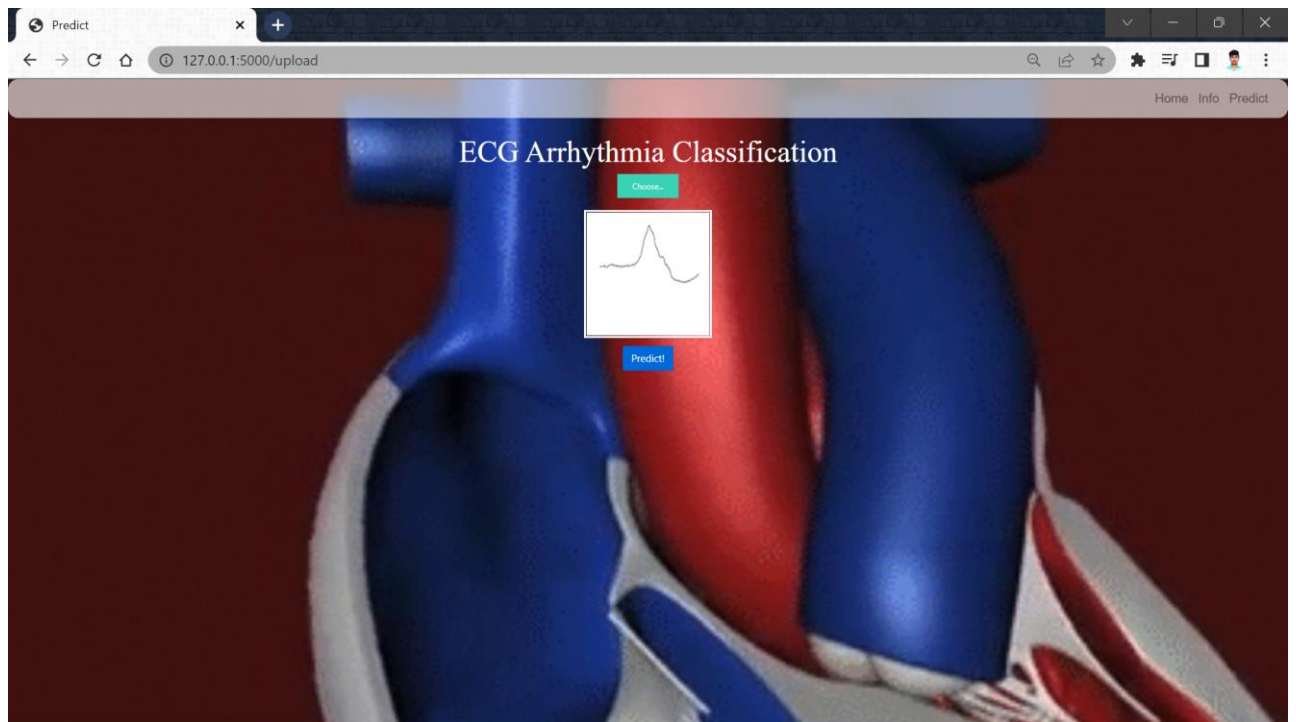 Predict
127.0.0.1:5000/upload
Home Info Predict
ECG Arrhythmia Classification
Choose...
Predict!